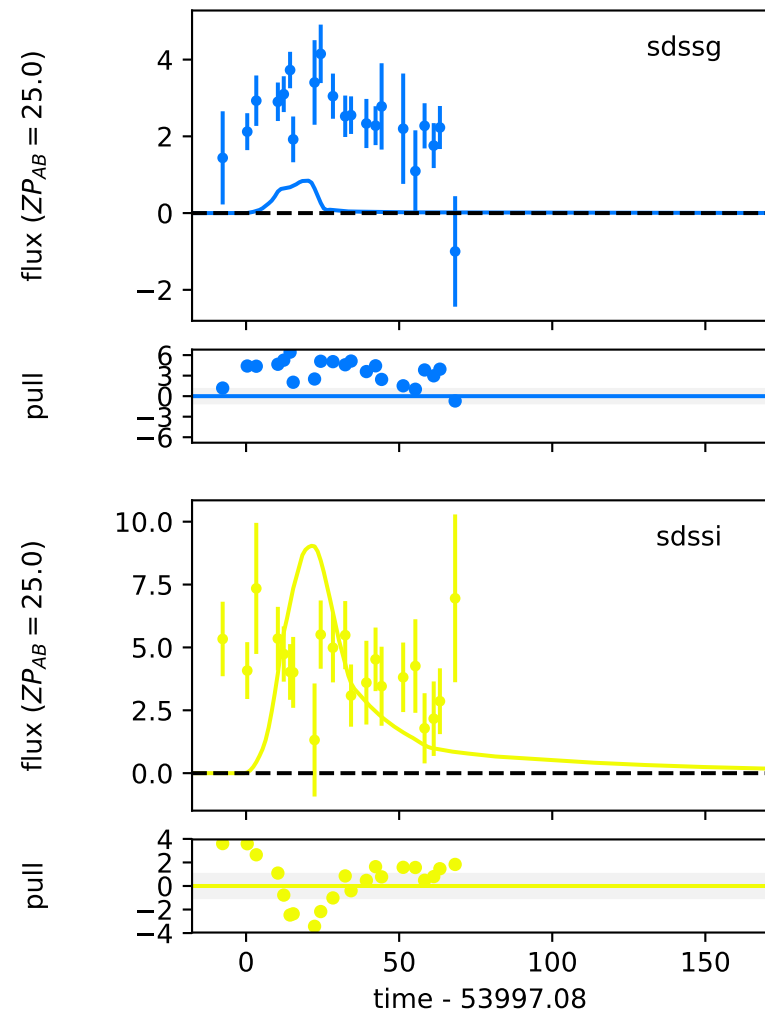 sdssg
flux (ZP_AB = 25.0)
4
2
0
−2
pull
6
3
0
−3
−6
sdssi
flux (ZP_AB = 25.0)
10.0
7.5
5.0
2.5
0.0
pull
4
2
0
−2
−4
0 50 100 150
time - 53997.08